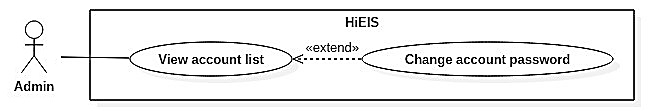 HiEIS
«extend»
View account list
Change account password
Admin